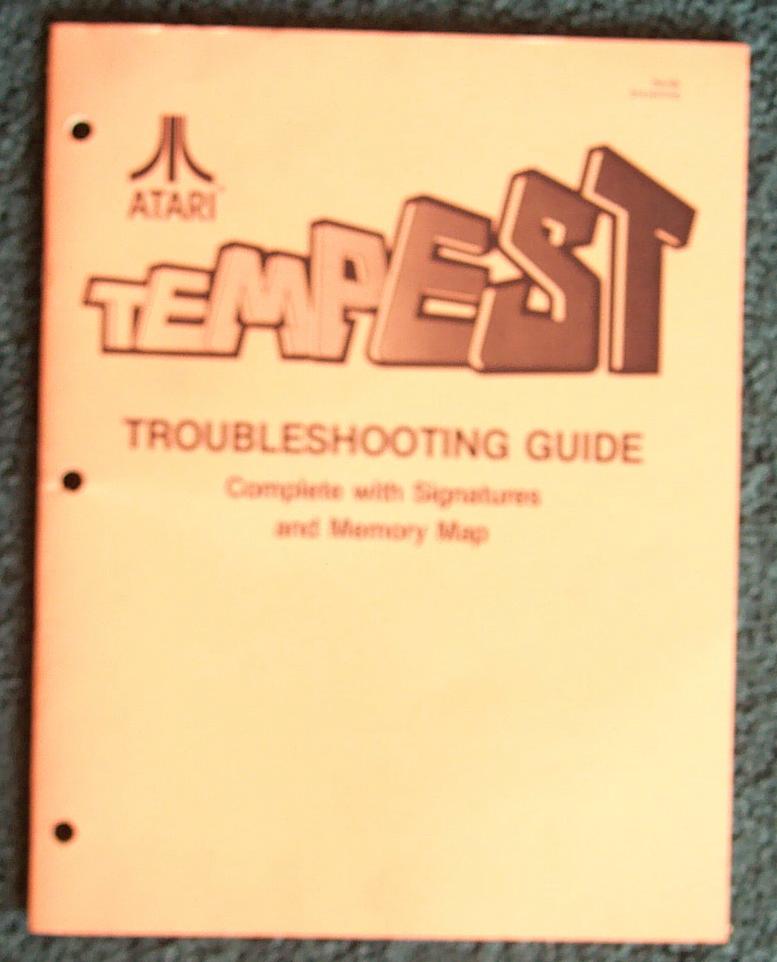 ATARI
TEMPEST
TROUBLESHOOTING GUIDE
Complete with Signatures
and Memory Map